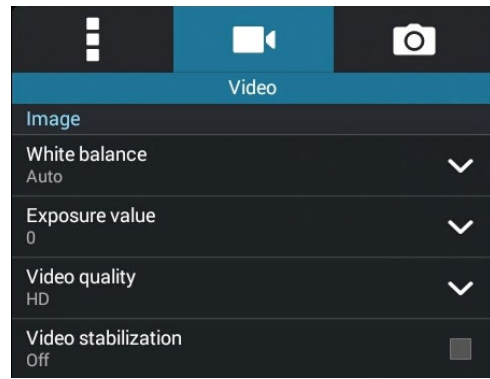 Video
Image
White balance
Auto
Exposure value
0
Video quality
HD
Video stabilization
Off